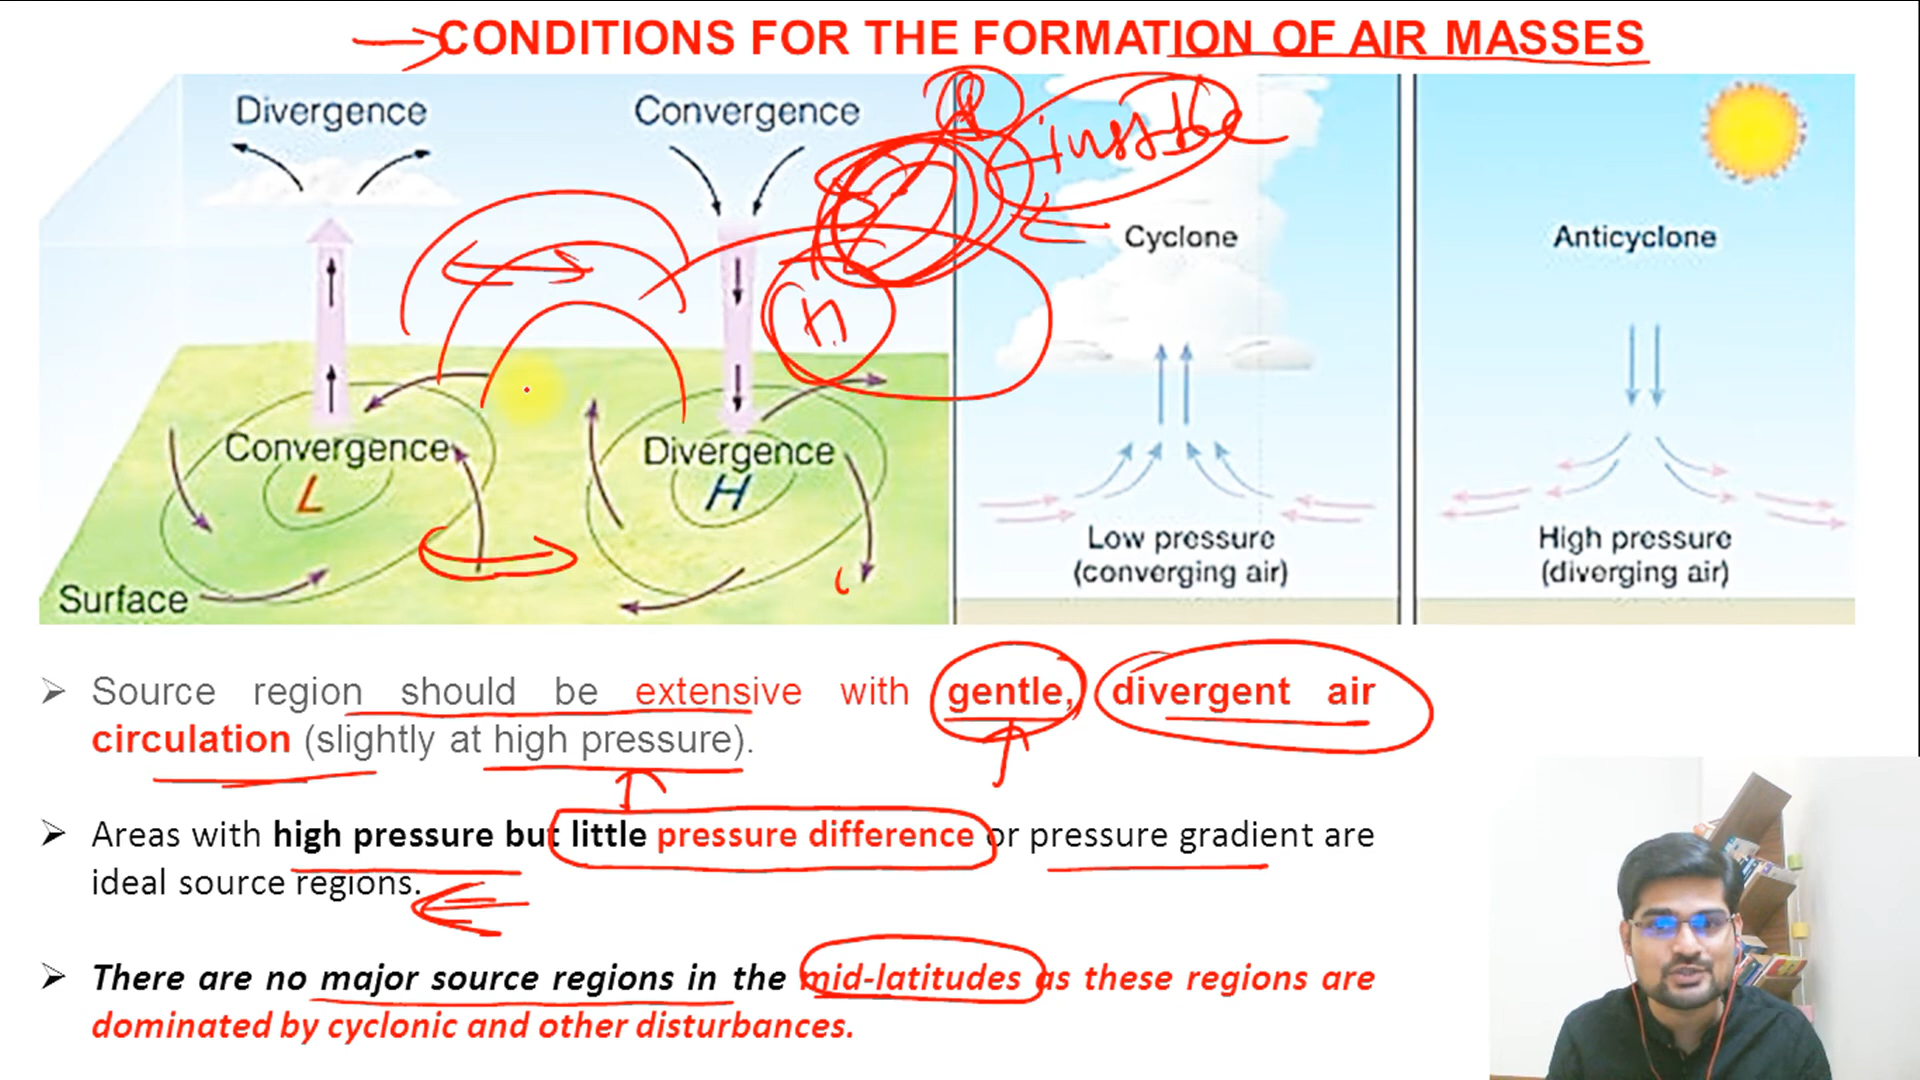 CONDITIONS FOR THE FORMATION OF AIR MASSES
Divergence
Convergence
unstable
Cyclone
Anticyclone
H
Convergence
L
Divergence
H
Low pressure
(converging air)
High pressure
(diverging air)
Surface
➢ Source region should be extensive with gentle, divergent air
circulation (slightly at high pressure).
➢ Areas with high pressure but little pressure difference or pressure gradient are
ideal source regions.
➢ There are no major source regions in the mid-latitudes as these regions are
dominated by cyclonic and other disturbances.